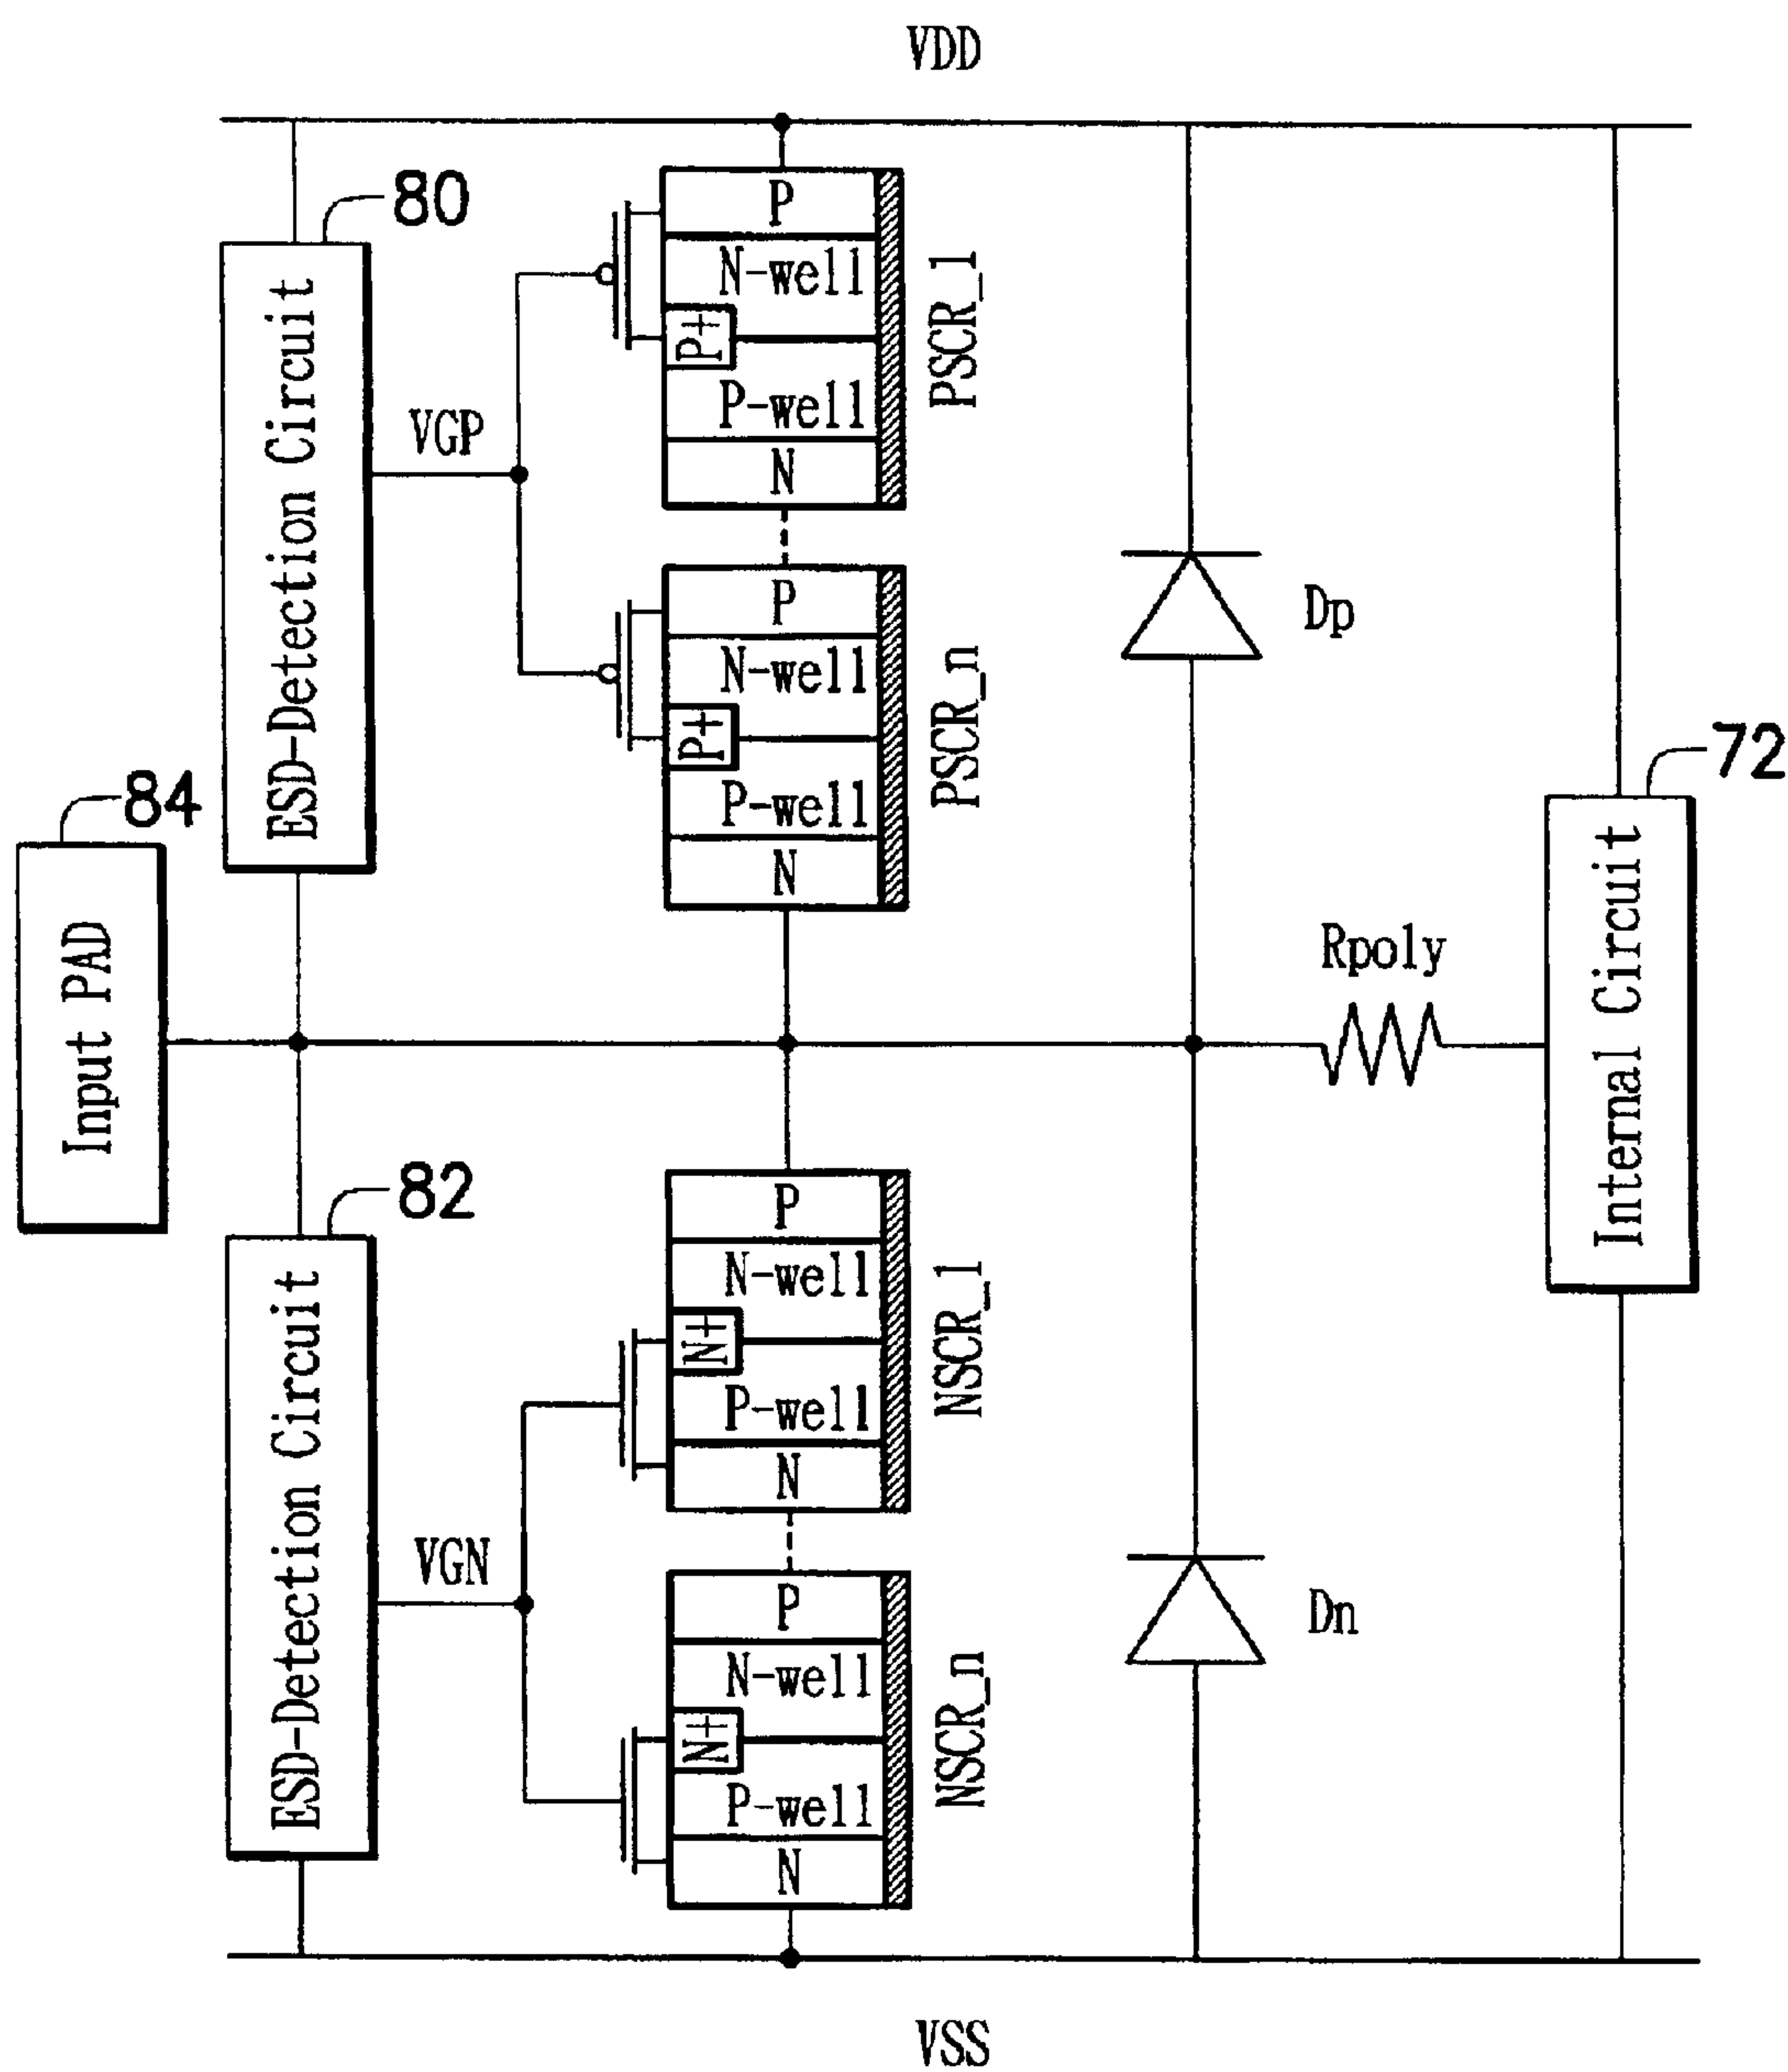 VDD
80
ESD-Detection Circuit
VGP
P
N-well
P+
P-well
N
PSCR_1
P
N-well
P+
P-well
N
PSCR_n
Dp
84
Input PAD
Rpoly
72
Internal Circuit
82
ESD-Detection Circuit
VGN
P
N-well
N+
P-well
N
NSCR_1
P
N-well
N+
P-well
N
NSCR_n
Dn
VSS